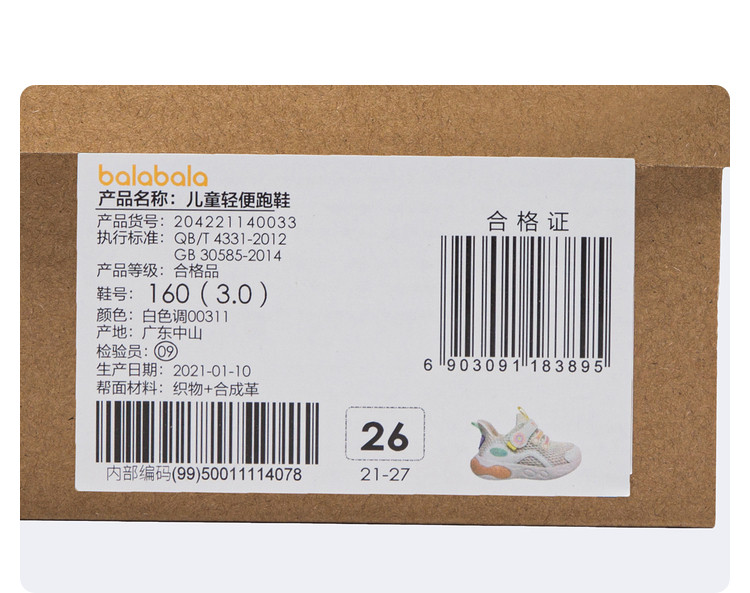 balabala
产品名称：儿童轻便跑鞋
产品货号：204221140033
执行标准：QB/T 4331-2012
GB 30585-2014
产品等级：合格品
鞋号：160（3.0）
颜色：白色调00311
产地：广东中山
检验员：09
生产日期：2021-01-10
帮面材料：织物+合成革
内部编码(99)50011114078
合格证
6 903091 183895
26
21-27